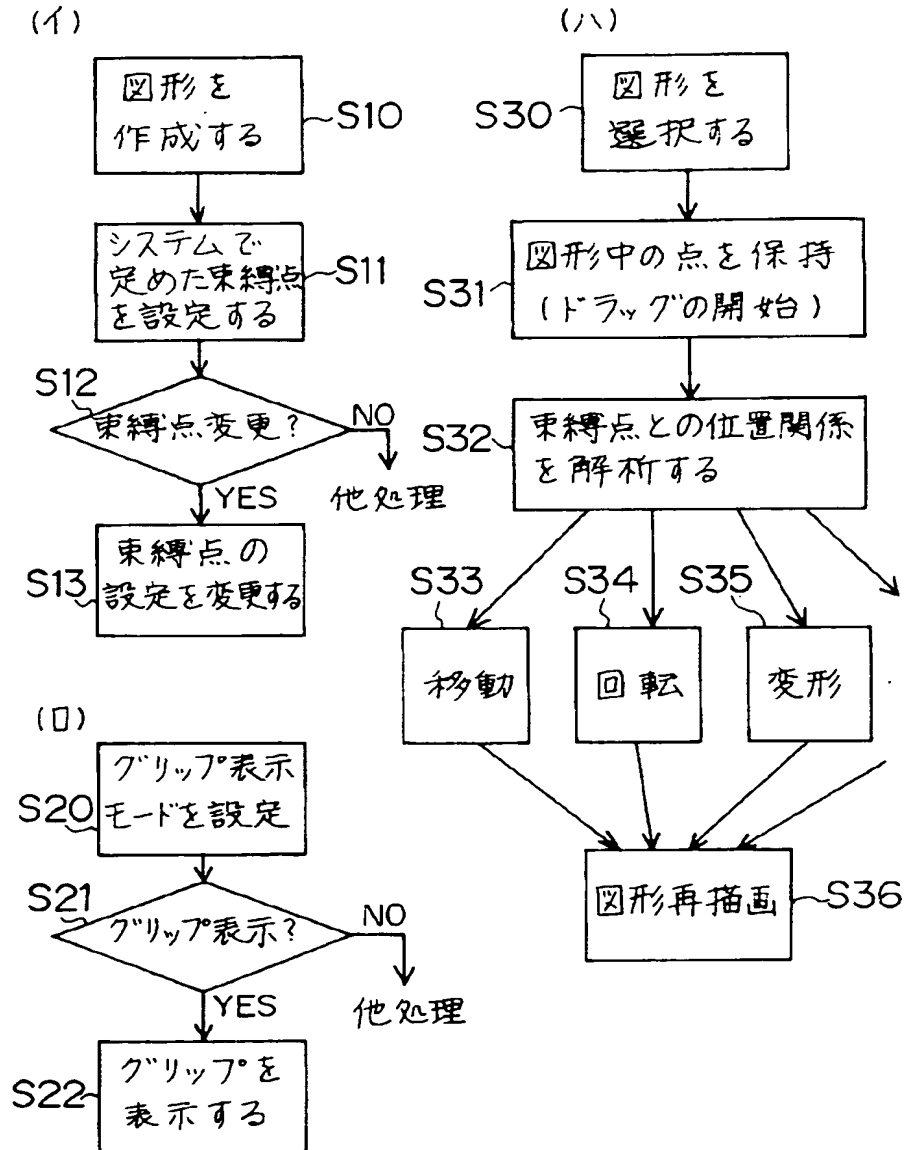 (イ)
図形を
作成する
S10
システムで
定めた束縛点
を設定する
S11
S12
束縛点変更?
NO
他処理
YES
束縛点の
設定を変更する
S13
(ロ)
グリップ表示
モードを設定
S20
S21
グリップ表示?
NO
他処理
YES
グリップを
表示する
S22
(ハ)
S30
図形を
選択する
図形中の点を保持
(ドラッグの開始)
S31
S32
束縛点との位置関係
を解析する
S33
移動
S34
回転
S35
変形
図形再描画
S36